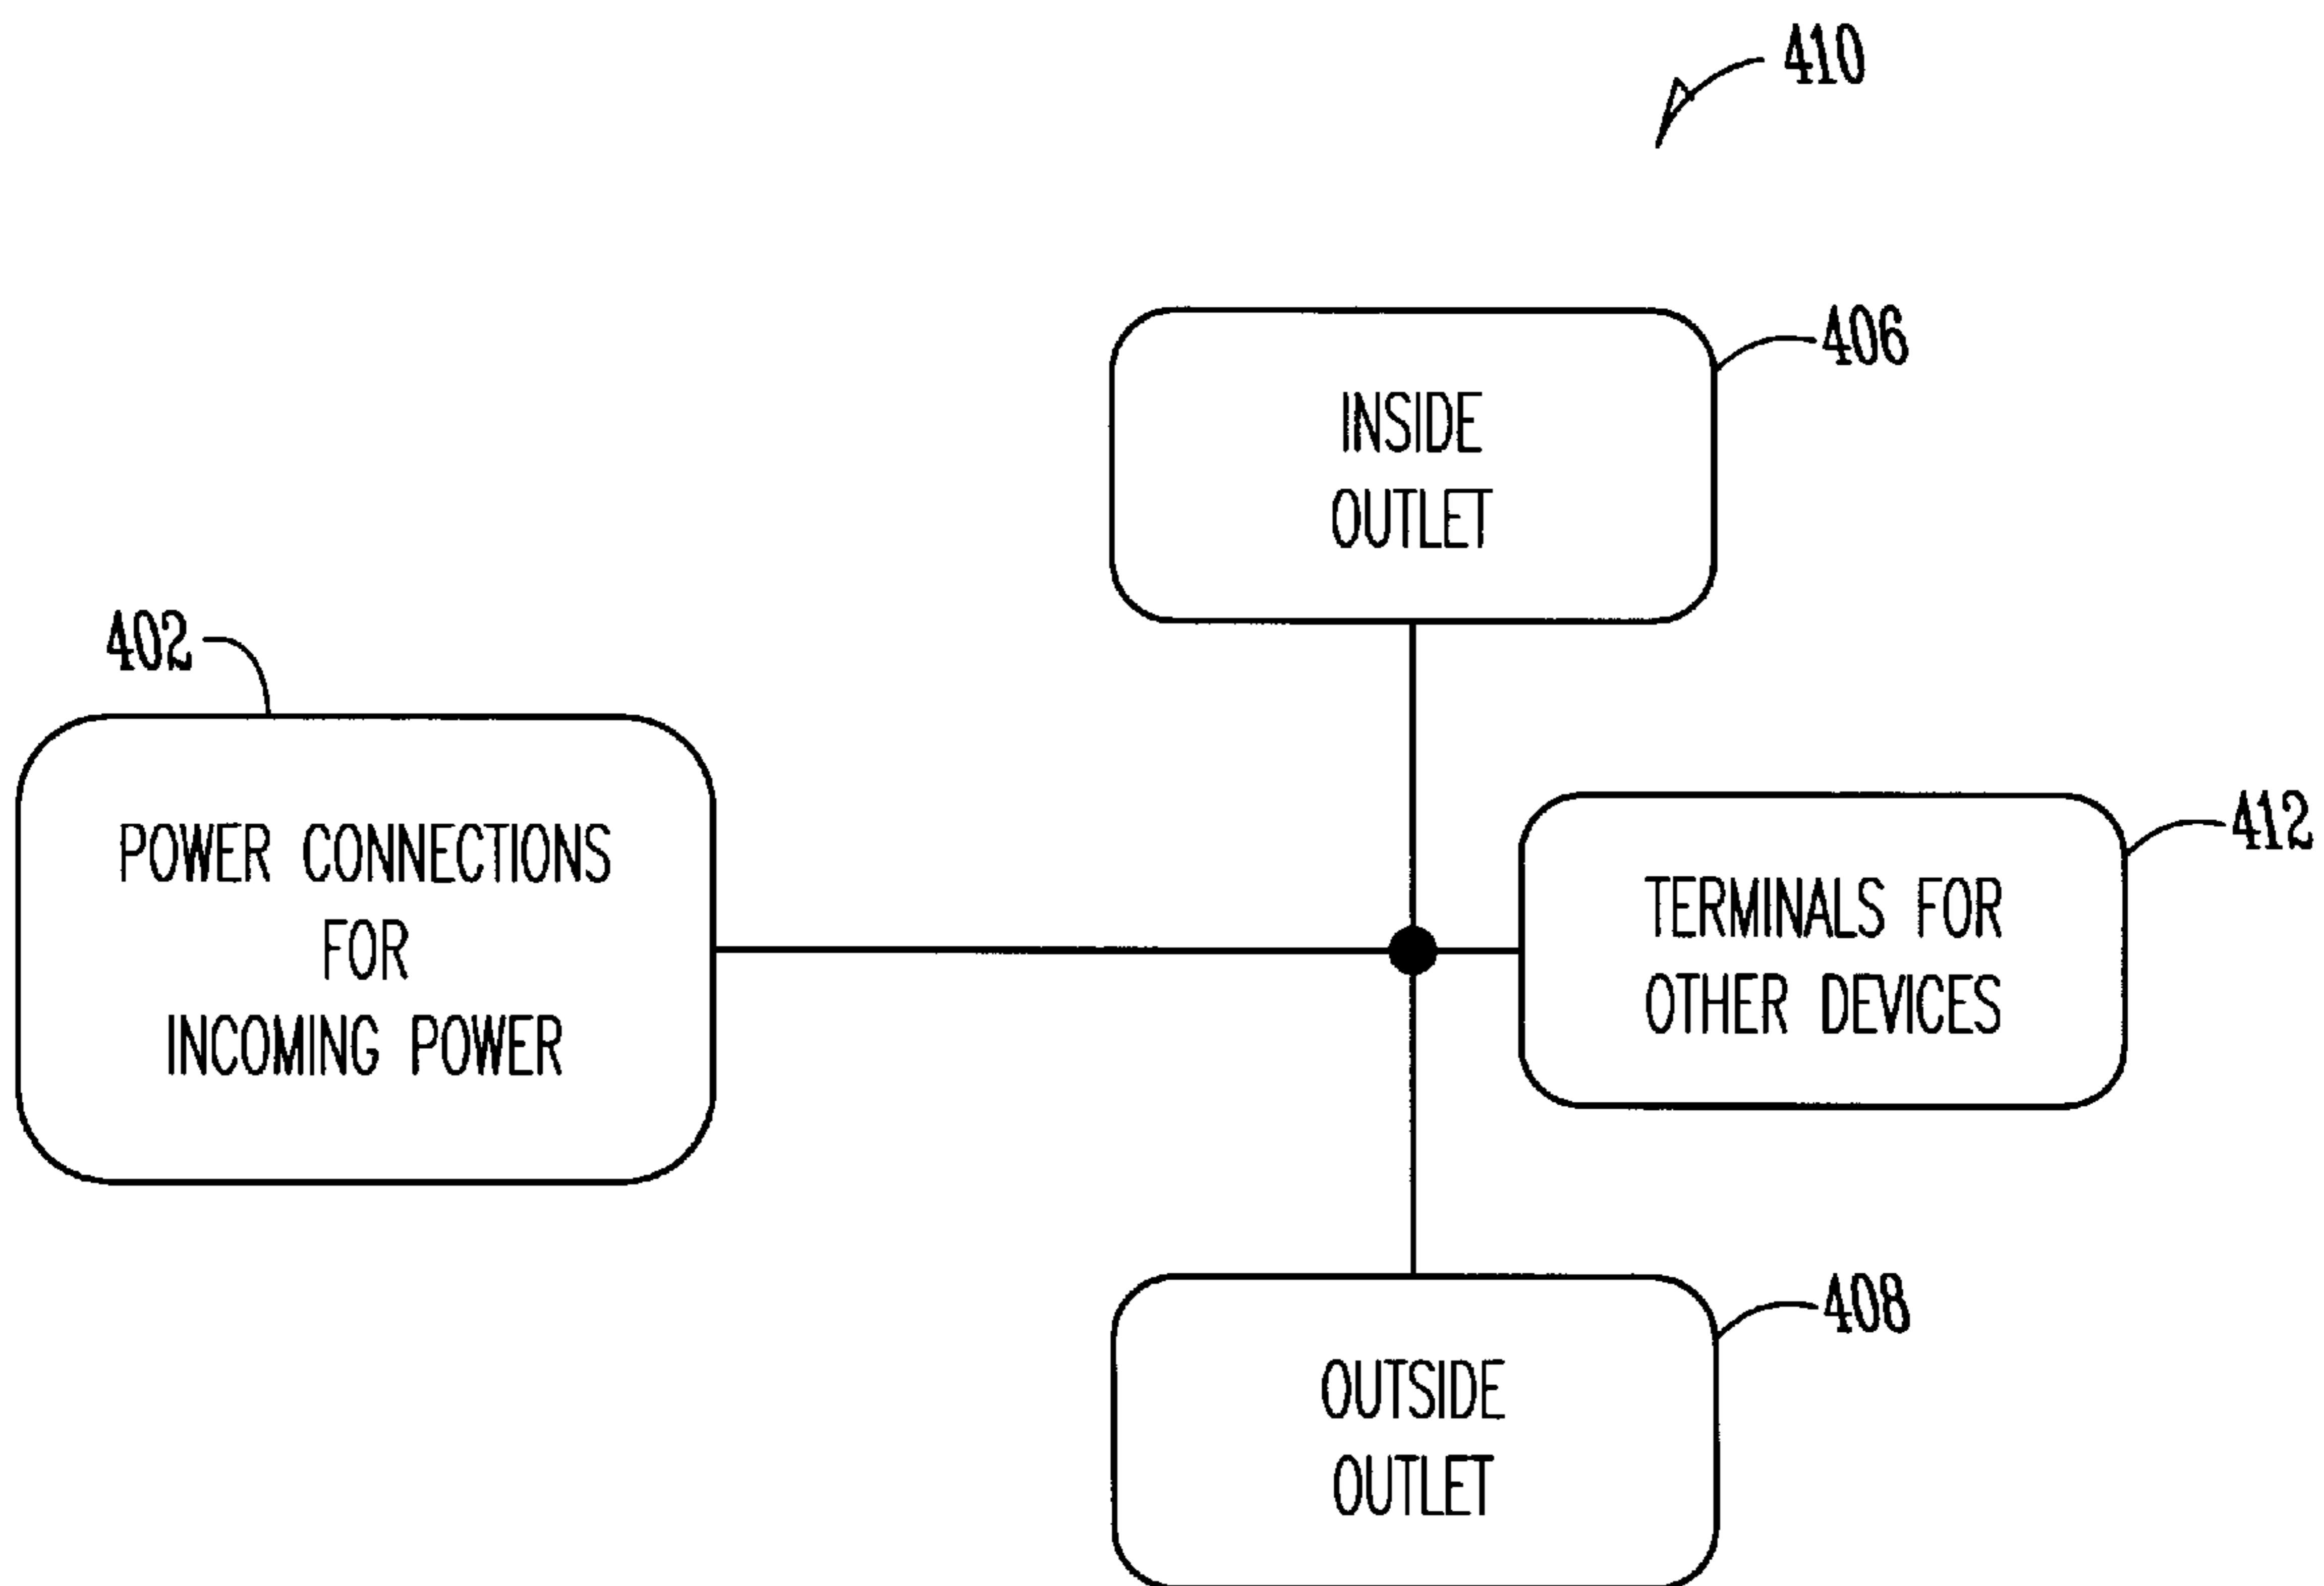 410
406
INSIDE
OUTLET
402
POWER CONNECTIONS
FOR
INCOMING POWER
412
TERMINALS FOR
OTHER DEVICES
408
OUTSIDE
OUTLET